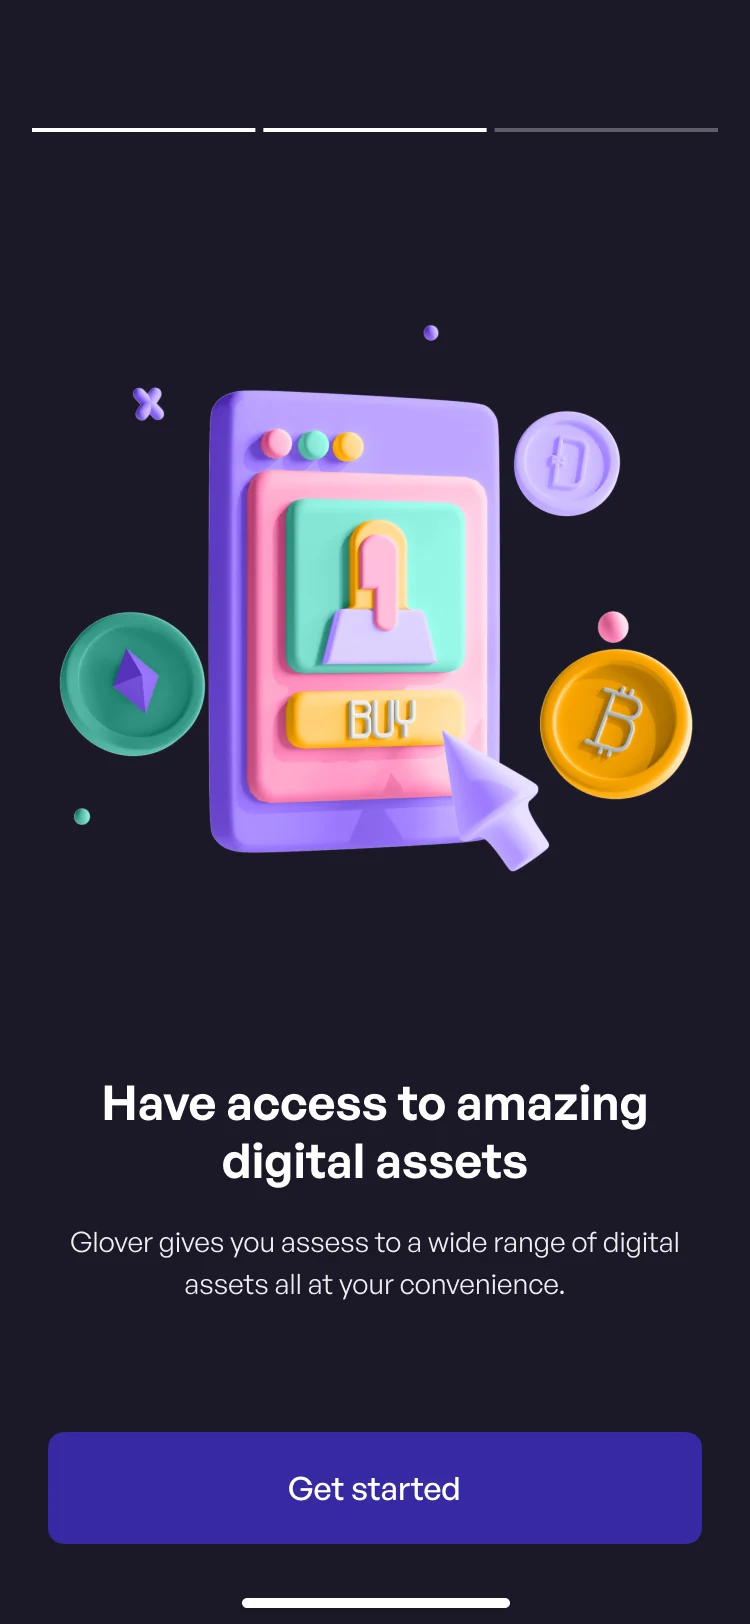 BUY
Have access to amazing
digital assets
Glover gives you assess to a wide range of digital
assets all at your convenience.
Get started